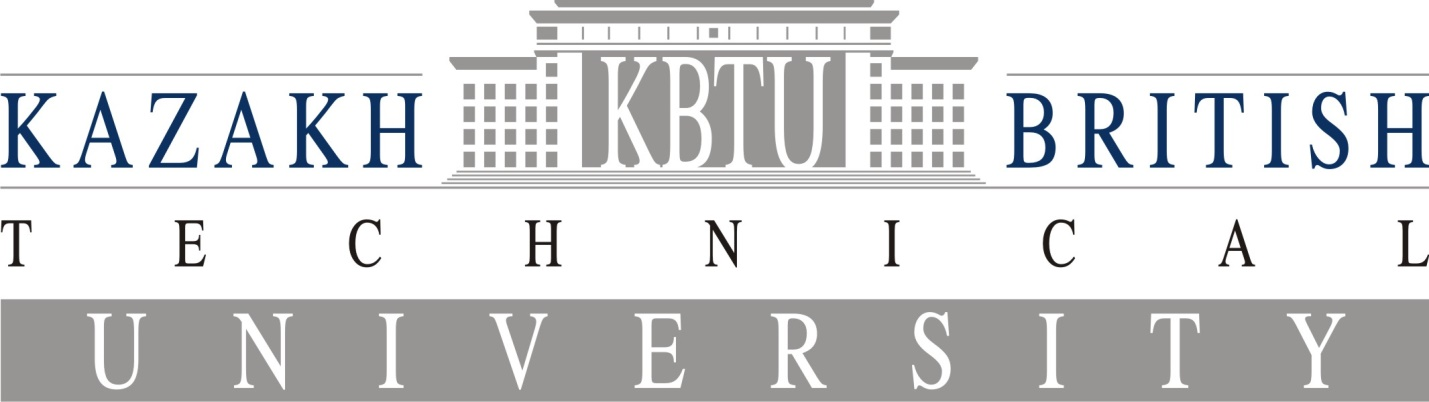 KAZAKH KBTU BRITISH
TECHNICAL
UNIVERSITY